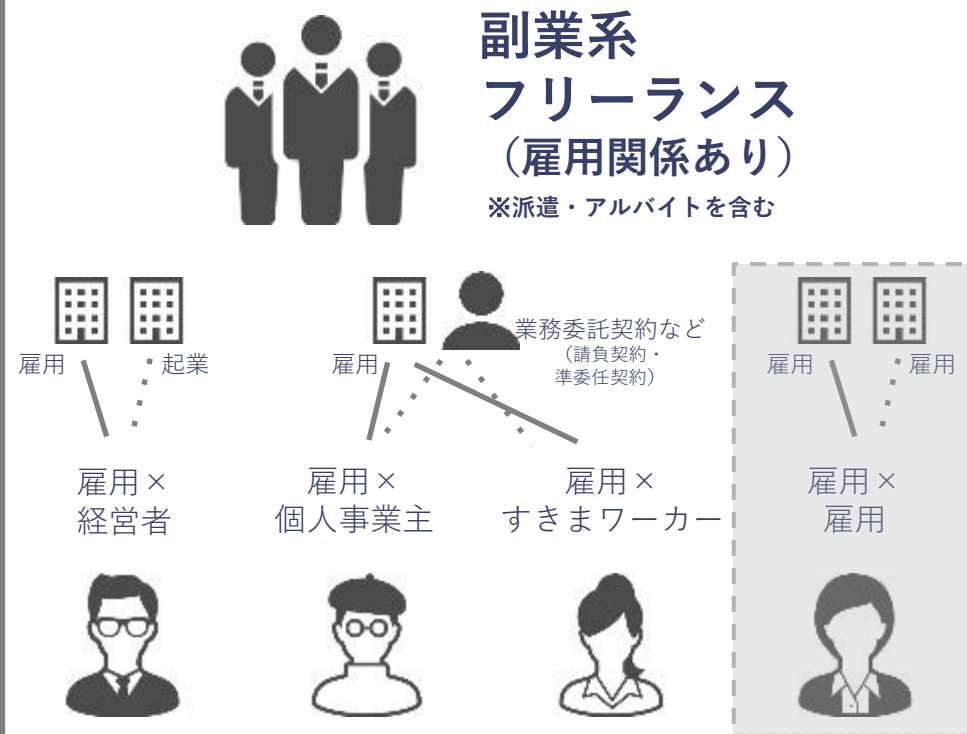 副業系
フリーランス
（雇用関係あり）
※派遣・アルバイトを含む
雇用
起業
雇用
業務委託契約など
（請負契約・
準委任契約）
雇用
雇用
雇用×
経営者
雇用×
個人事業主
雇用×
すきまワーカー
雇用×
雇用